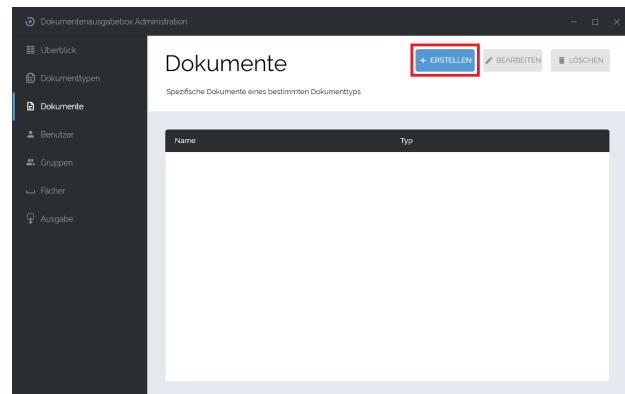 Dokumentenausgabebox Administration
Überblick
Dokumenttypen
Dokumente
Benutzer
Gruppen
Fächer
Ausgabe
Dokumente
+ ERSTELLEN
BEARBEITEN
LÖSCHEN
Spezifische Dokumente eines bestimmten Dokumenttyps
Name Typ